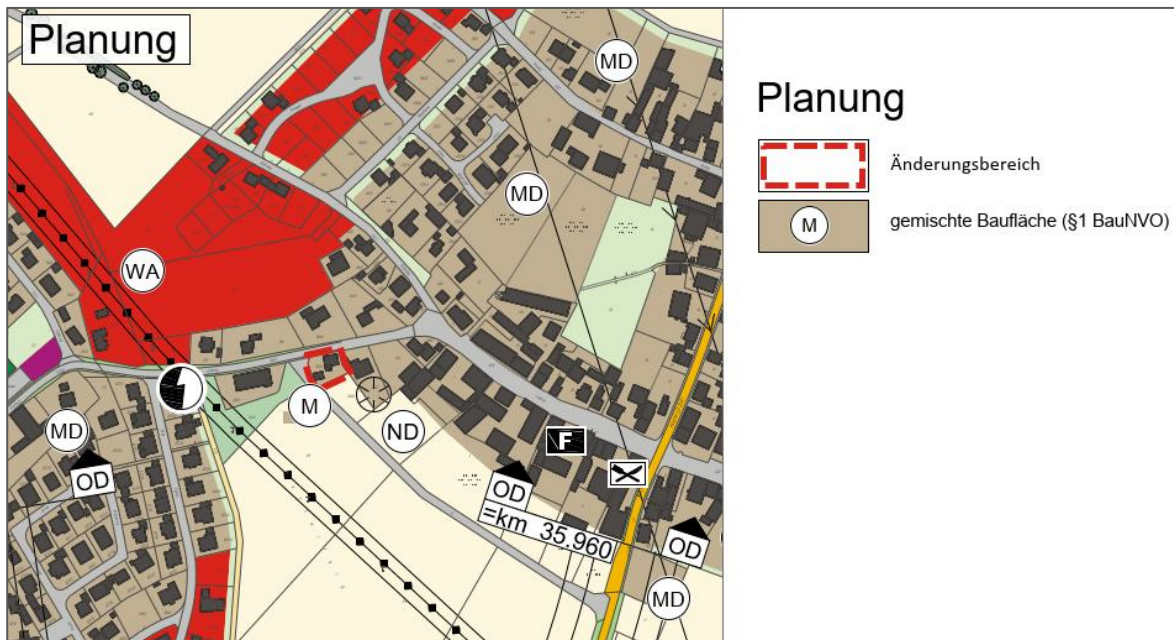 Planung
MD
MD
WA
M
ND
MD
OD
F
OD
=km 35.960
OD
MD
Planung
Änderungsbereich
M
gemischte Baufläche (§1 BauNVO)